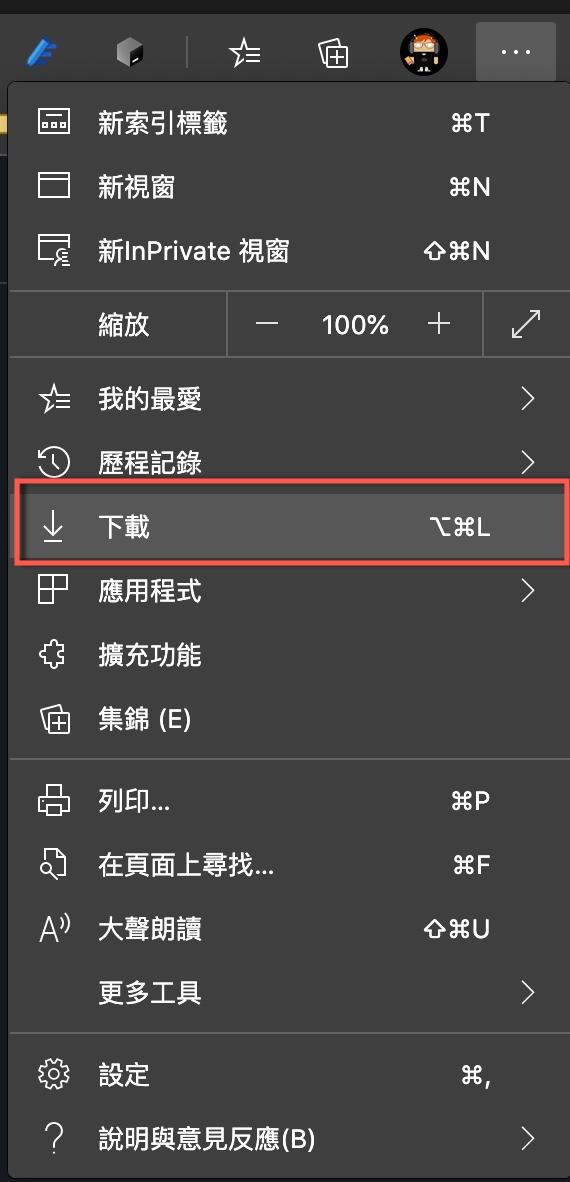 新索引標籤 ⌘T
新視窗 ⌘N
新InPrivate 視窗 ⇧⌘N
縮放 100%
我的最愛
歷程記錄
下載 ⌥⌘L
應用程式
擴充功能
集錦 (E)
列印... ⌘P
在頁面上尋找... ⌘F
大聲朗讀 ⇧⌘U
更多工具
設定 ⌘,
說明與意見反應(B)